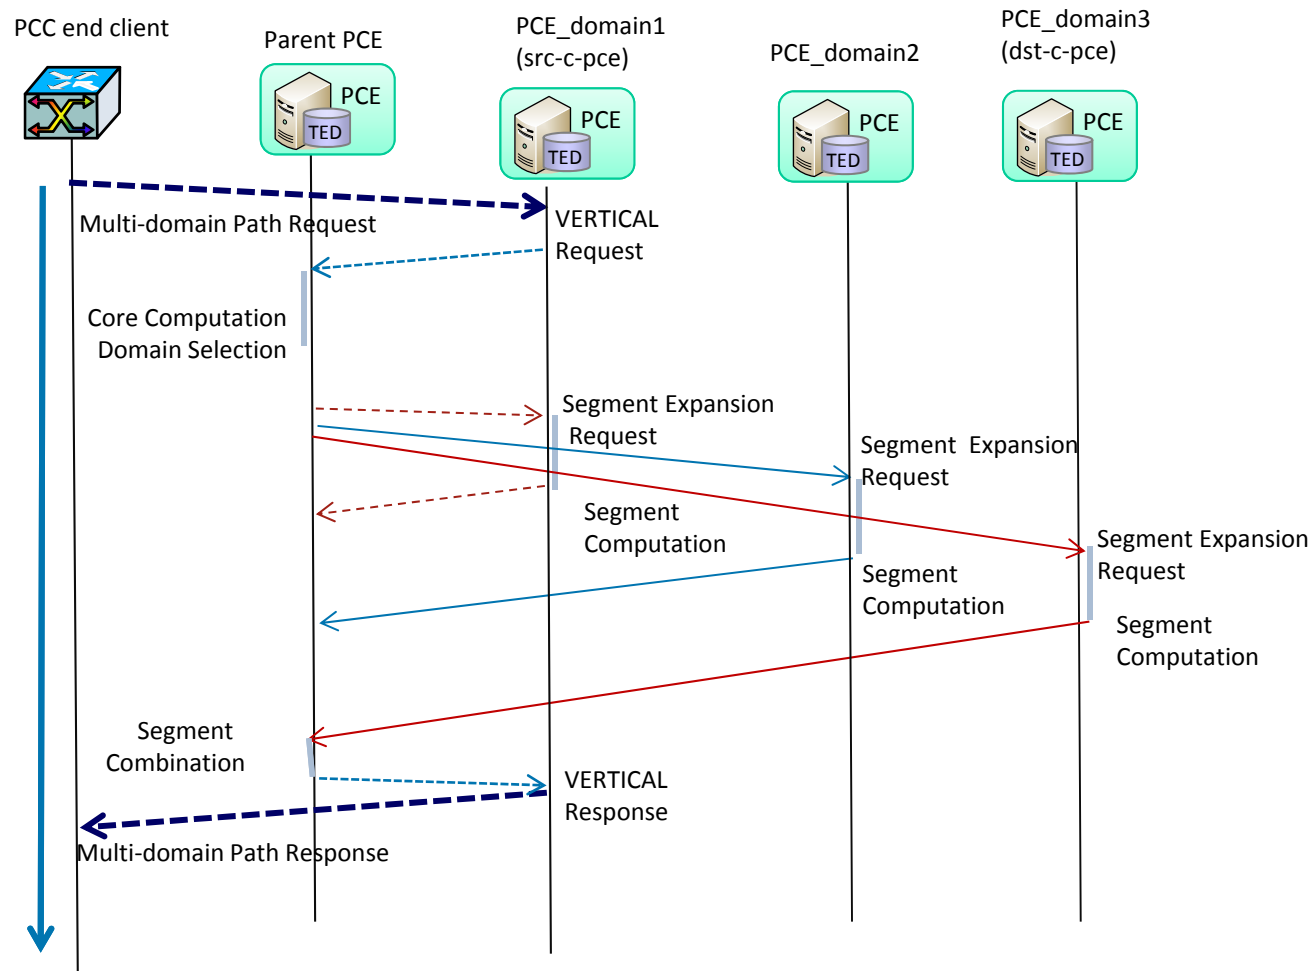 PCC end client
Parent PCE
PCE_domain1
(src-c-pce)
PCE_domain2
PCE_domain3
(dst-c-pce)
PCE
TED
PCE
TED
PCE
TED
PCE
TED
Multi-domain Path Request
VERTICAL
Request
Core Computation
Domain Selection
Segment Expansion
Request
Segment Expansion
Request
Segment
Computation
Segment Expansion
Request
Segment
Computation
Segment
Computation
Segment
Combination
VERTICAL
Response
Multi-domain Path Response